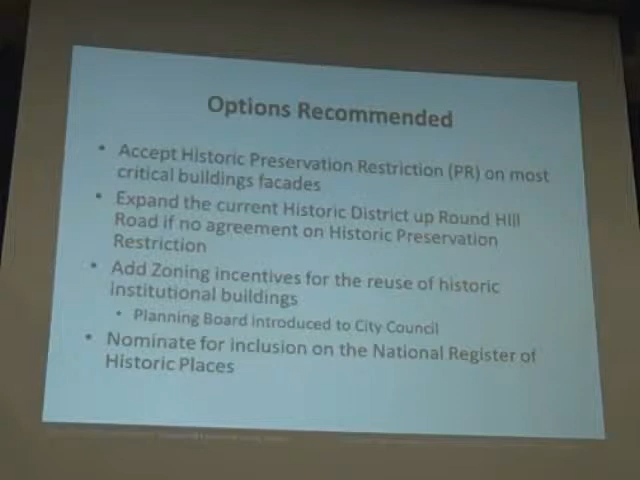 Options Recommended
• Accept Historic Preservation Restriction (PR) on most
critical buildings facades
• Expand the current Historic District up Round Hill
Road if no agreement on Historic Preservation
Restriction
• Add Zoning incentives for the reuse of historic
institutional buildings
• Planning Board introduced to City Council
• Nominate for inclusion on the National Register of
Historic Places